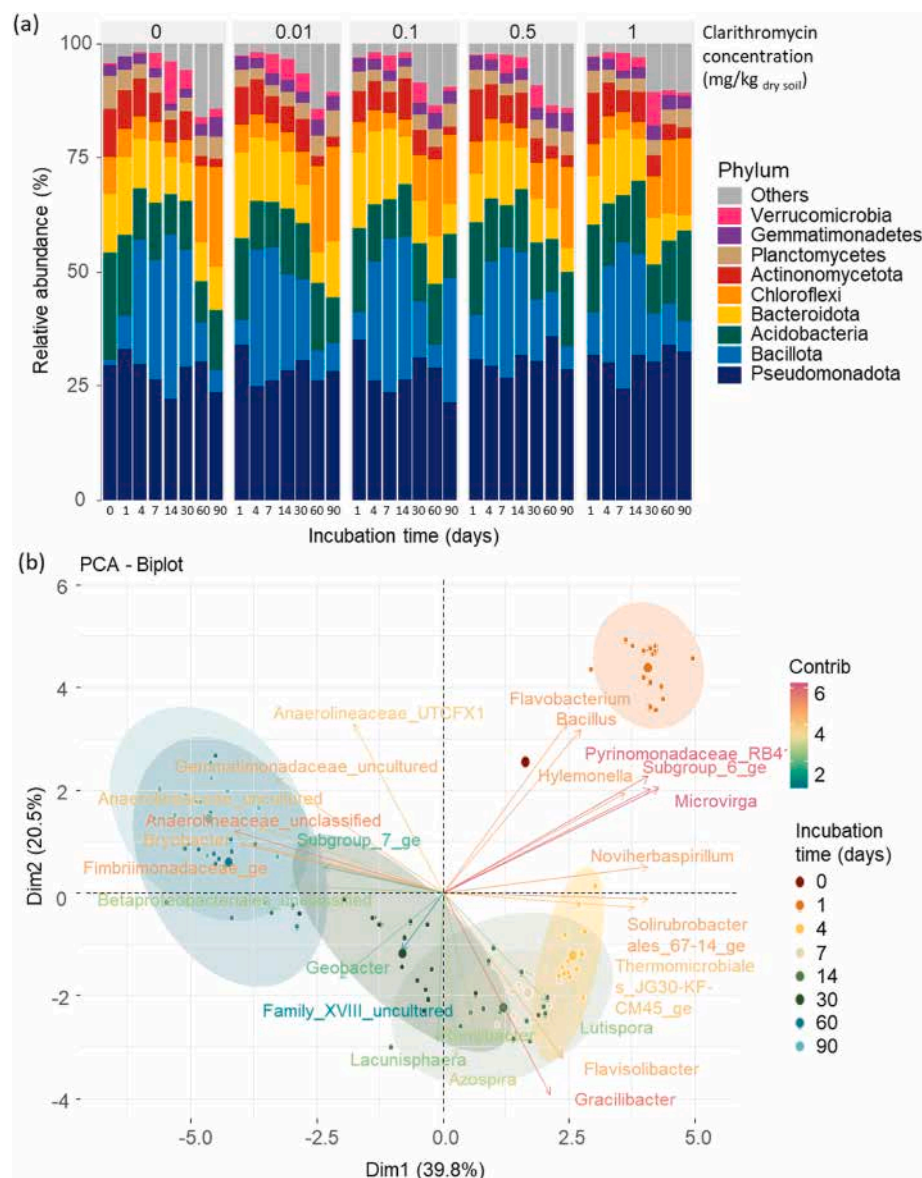 (a)
0 0.01 0.1 0.5 1
Clarithromycin
concentration
(mg/kg dry soil)
100
75
50
25
0
Relative abundance (%)
0 1 4 7 14 30 60 90 1 4 7 14 30 60 90 1 4 7 14 30 60 90 1 4 7 14 30 60 90 1 4 7 14 30 60 90
Incubation time (days)
Phylum
Others
Verrucomicrobia
Gemmatimonadetes
Planctomycetes
Actinonomycetota
Chloroflexi
Bacteroidota
Acidobacteria
Bacillota
Pseudomonadota
(b)
PCA - Biplot
6
4
2
0
-2
-4
Dim2 (20.5%)
Flavobacterium
Anaerolineaceae_UTCFX1
Bacillus
Pyrinomonadaceae_RB41
Subgroup_6_ge
Gemmatimonadaceae_uncultured
Hylemonella
Microvirga
Anaerolineaceae_uncultured
Anaerolineaceae_unclassified
Bryobacter
Subgroup_7_ge
Noviherbaspirillum
Fimbriimonadaceae_ge
Betaproteobacteriales_unclassified
Solirubrobacter
ales_67-14_ge
Geobacter
Thermomicrobiale
s_JG30-KF-
CM45_ge
Family_XVIII_uncultured
Lutispora
Lacunisphaera
Flavisolibacter
Azospira
Gracilibacter
-5.0 -2.5 0.0 2.5 5.0
Dim1 (39.8%)
Contrib
6
4
2
Incubation
time (days)
0
1
4
7
14
30
60
90